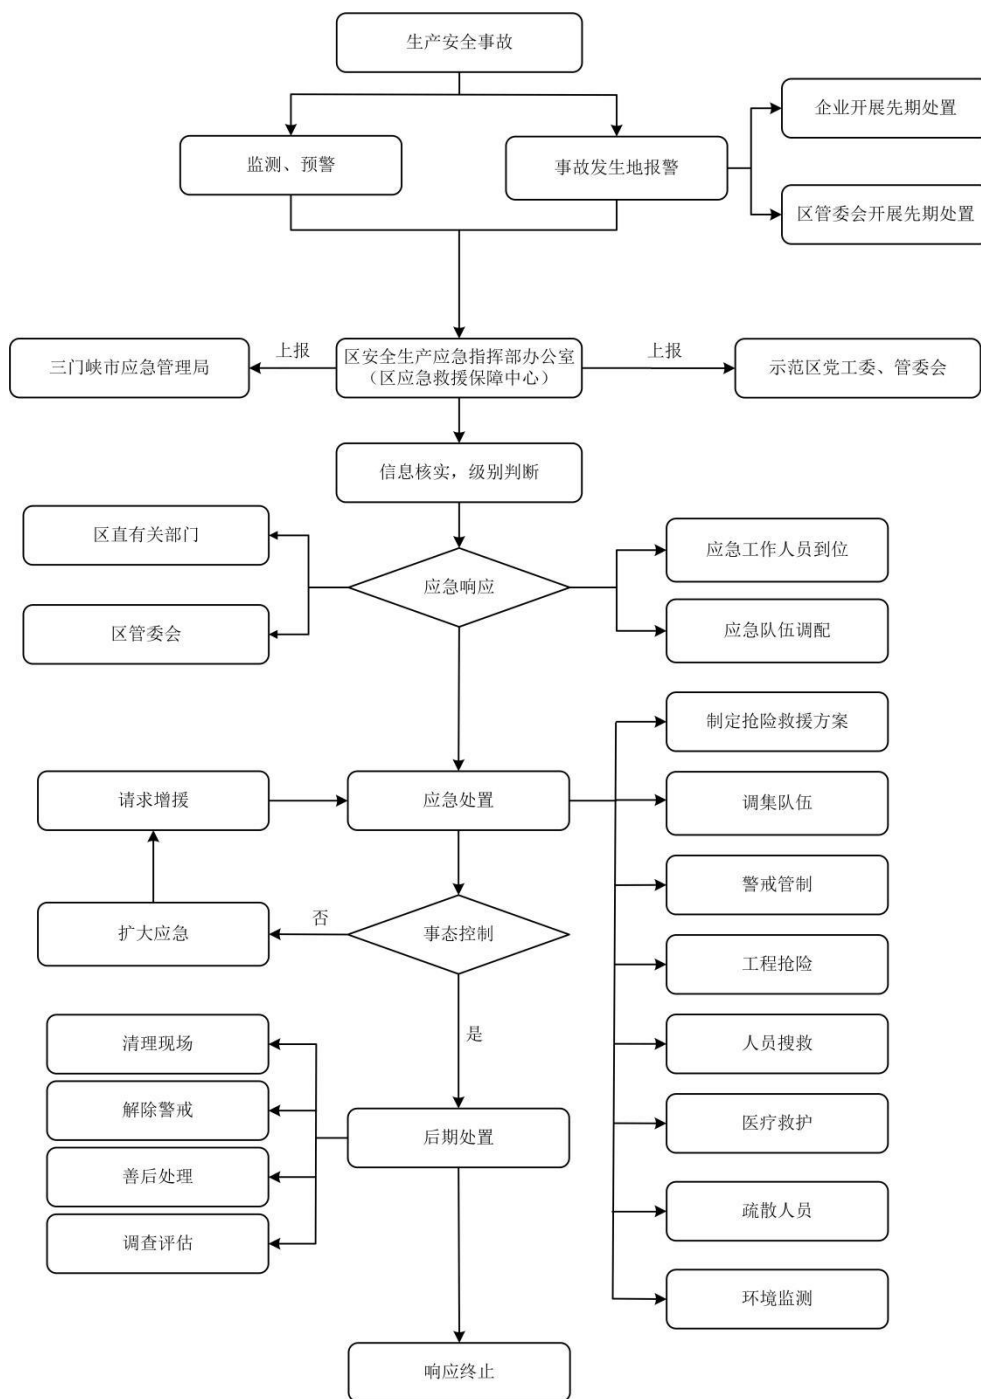 生产安全事故
企业开展先期处置
监测、预警
事故发生地报警
区管委会开展先期处置
三门峡市应急管理局
上报
区安全生产应急指挥部办公室
（区应急救援保障中心）
上报
示范区党工委、管委会
信息核实，级别判断
区直有关部门
应急工作人员到位
应急响应
区管委会
应急队伍调配
制定抢险救援方案
请求增援
应急处置
调集队伍
警戒管制
扩大应急
否
事态控制
工程抢险
清理现场
是
人员搜救
解除警戒
后期处置
医疗救护
善后处理
疏散人员
调查评估
环境监测
响应终止